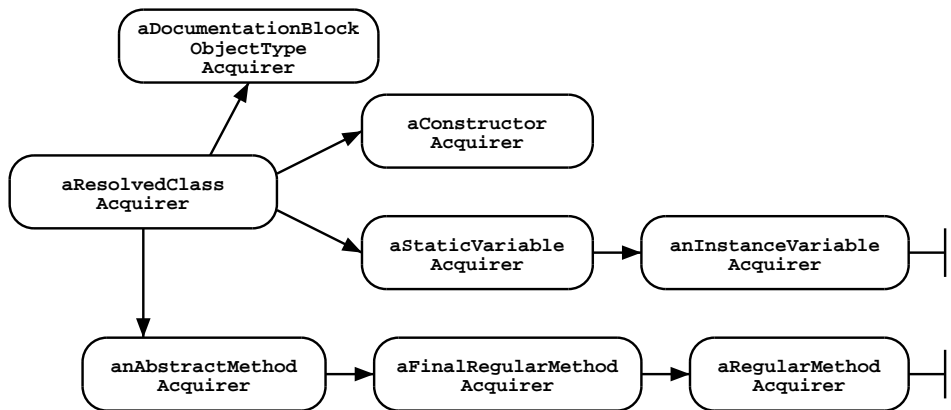 aDocumentationBlock
ObjectType
Acquirer
aConstructor
Acquirer
aResolvedClass
Acquirer
aStaticVariable
Acquirer
anInstanceVariable
Acquirer
anAbstractMethod
Acquirer
aFinalRegularMethod
Acquirer
aRegularMethod
Acquirer